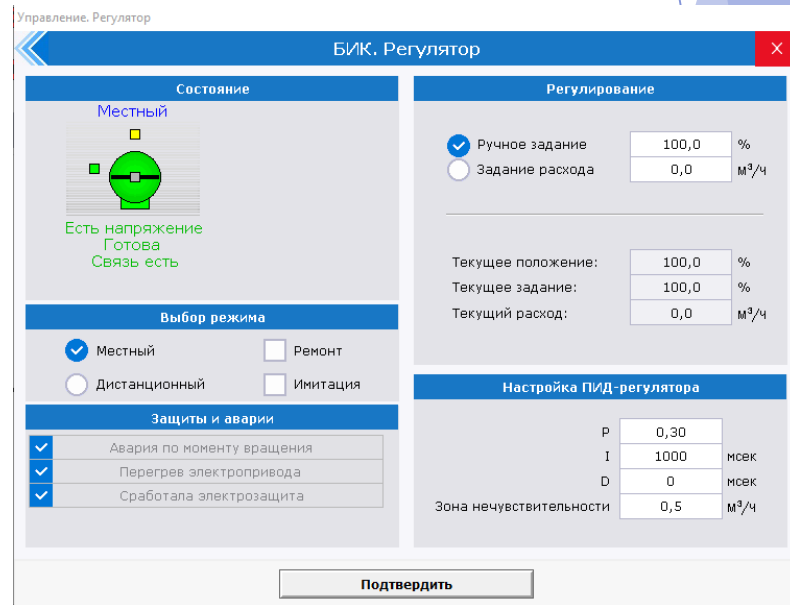 Управление. Регулятор
БИК. Регулятор
X
Состояние
Местный
Есть напряжение
Готова
Связь есть
Выбор режима
Местный
Ремонт
Дистанционный
Имитация
Защиты и аварии
Авария по моменту вращения
Перегрев электропривода
Сработала электрозащита
Регулирование
Ручное задание 100,0 %
Задание расхода 0,0 м³/ч
Текущее положение: 100,0 %
Текущее задание: 100,0 %
Текущий расход: 0,0 м³/ч
Настройка ПИД-регулятора
P 0,30
I 1000 мсек
D 0 мсек
Зона нечувствительности 0,5 м³/ч
Подтвердить